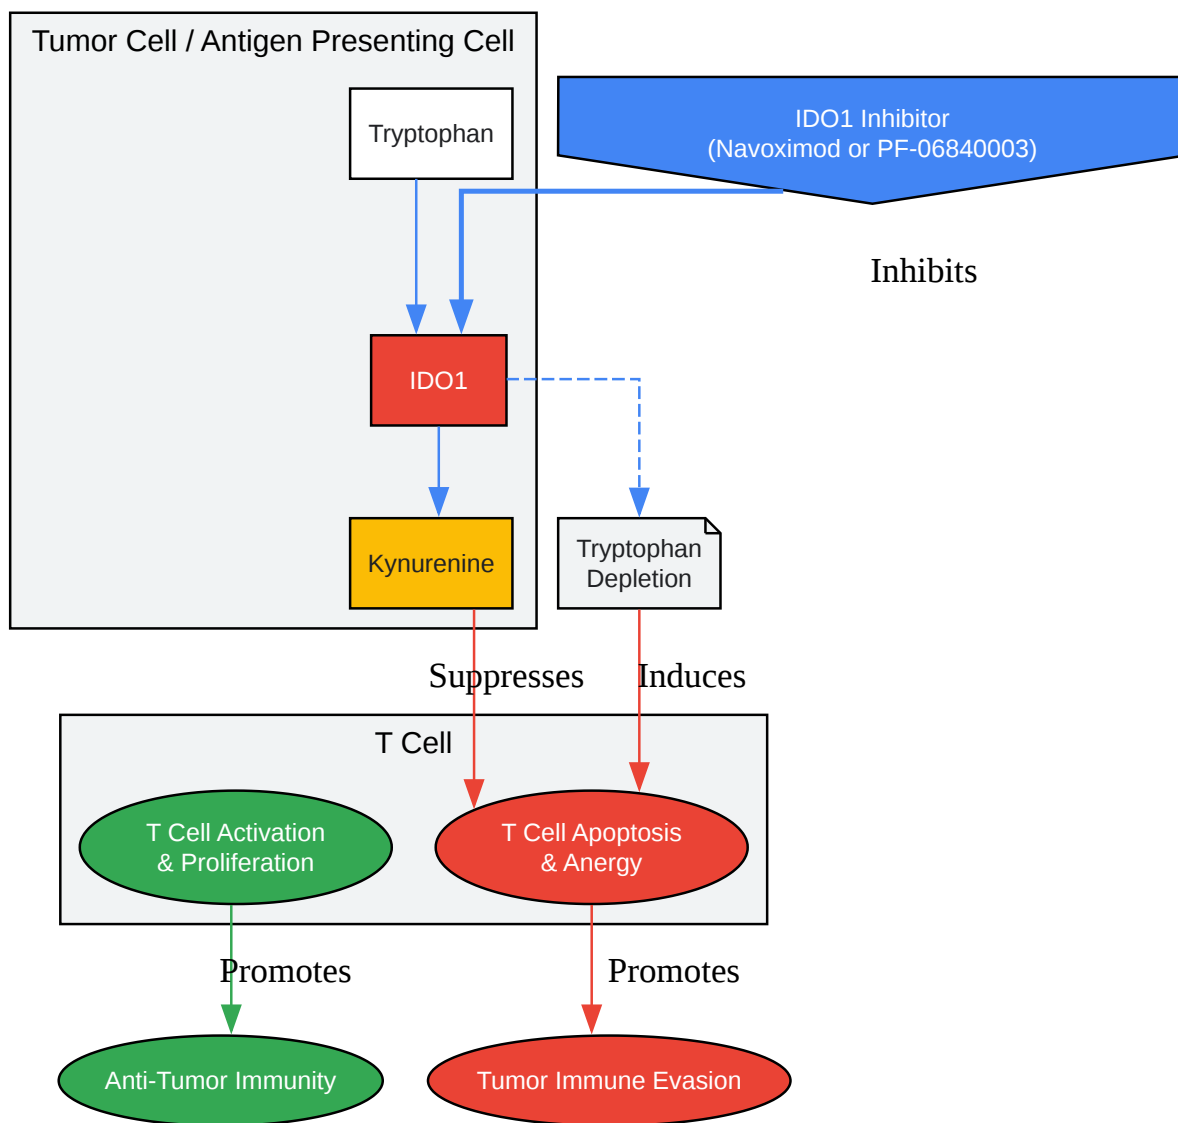 Tumor Cell / Antigen Presenting Cell
Tryptophan
IDO1 Inhibitor
(Navoximod or PF-06840003)
Inhibits
IDO1
Kynurenine
Tryptophan
Depletion
Suppresses
Induces
T Cell
T Cell Activation
& Proliferation
T Cell Apoptosis
& Anergy
Promotes
Promotes
Anti-Tumor Immunity
Tumor Immune Evasion